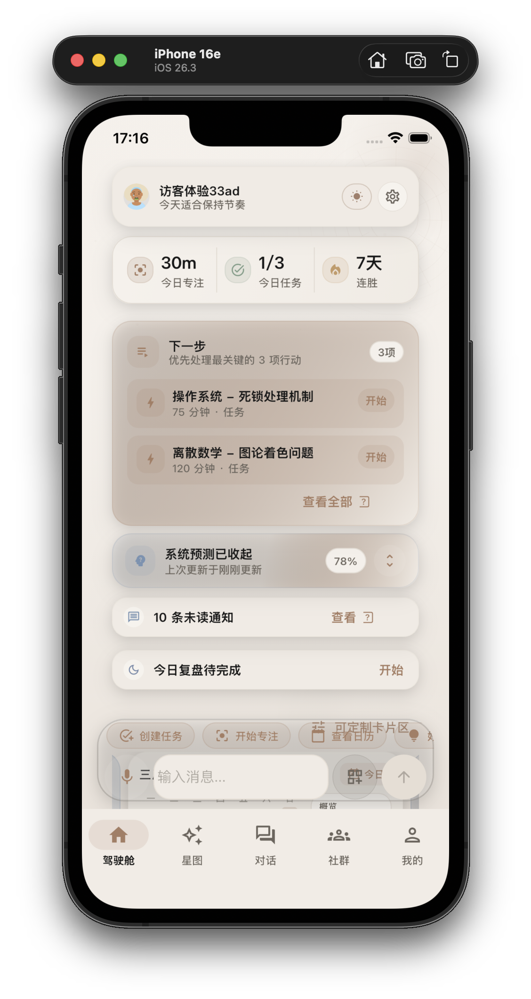 iPhone 16e
iOS 26.3
17:16
访客体验33ad
今天适合保持节奏
30m
今日专注
1/3
今日任务
7天
连胜
下一步
优先处理最关键的 3 项行动
3项
操作系统 – 死锁处理机制
75 分钟 · 任务
开始
离散数学 – 图论着色问题
120 分钟 · 任务
开始
查看全部
系统预测已收起
上次更新于刚刚更新
78%
10 条未读通知
查看
今日复盘待完成
开始
可定制卡片区
创建任务
开始专注
查看日历
三
输入消息...
今日
一 二 三 四 五 六 日
概览
驾驶舱
星图
对话
社群
我的